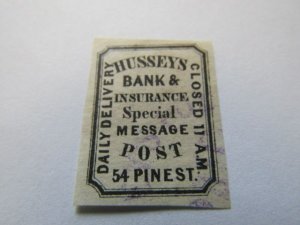 DAILY DELIVERY
HUSSEYS
BANK &
INSURANCE
Special
MESSAGE
POST
54 PINE ST.
CLOSED 11 A.M.